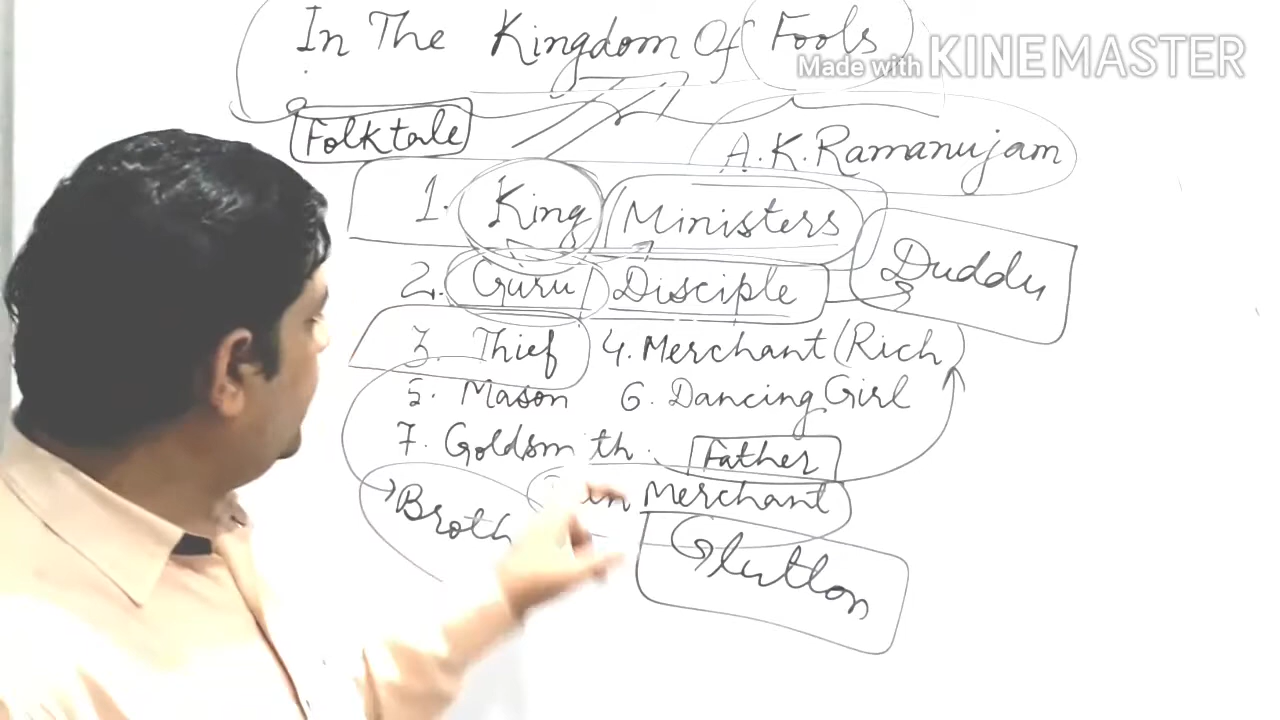 In The Kingdom Of Fools
Made with KINEMASTER
Folktale
A.K.Ramanujam
1. King Ministers
Duddu
2. Guru Disciple
3. Thief 4. Merchant (Rich)
5. Mason 6. Dancing Girl
7. Goldsmith. Father
Merchant
Broth
Glutton